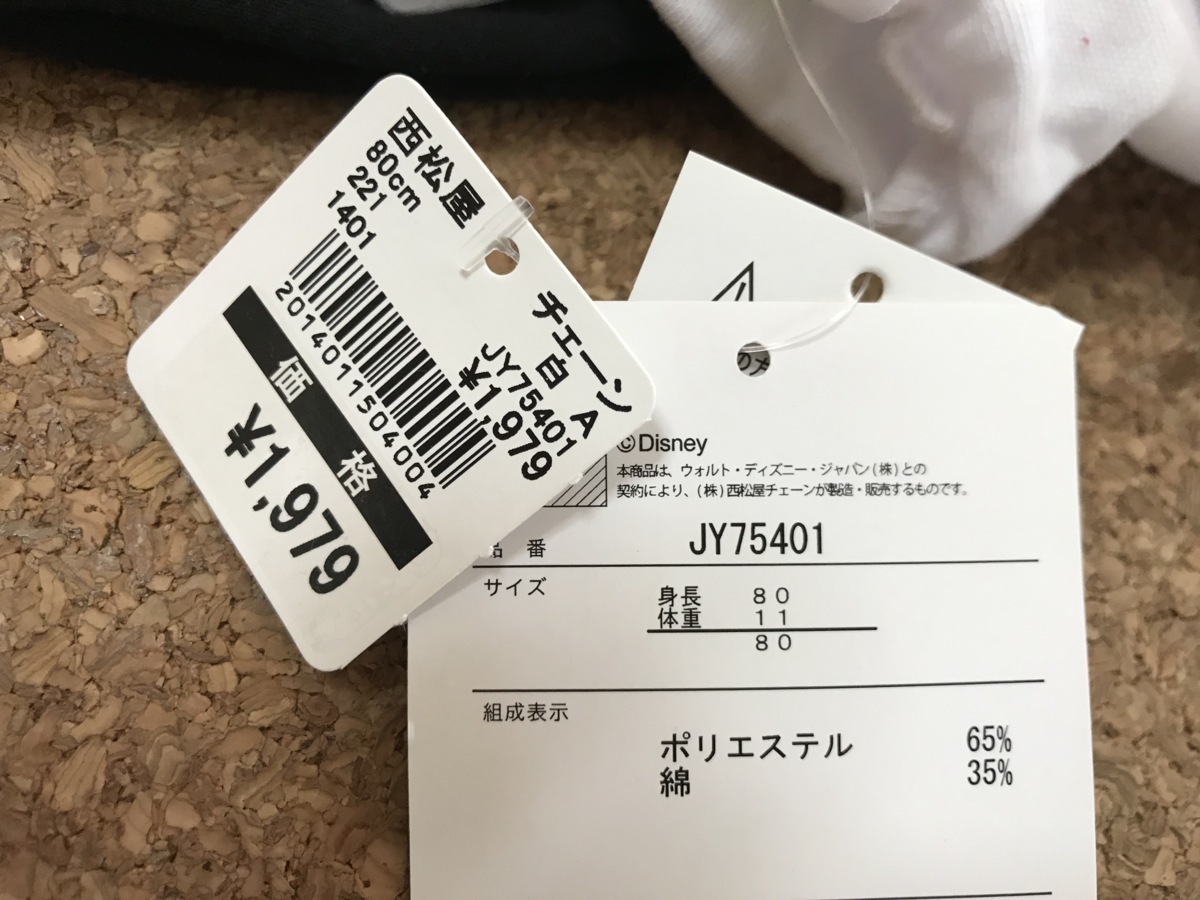 西松屋
チェーン
80cm
白 A
221
JY75401
1401
¥1,979
2014011504004
価格
¥1,979
の方
©Disney
本商品は、ウォルト・ディズニー・ジャパン(株)との
契約により、(株)西松屋チェーンが製造・販売するものです。
品番 JY75401
サイズ
身長 80
体重 11
80
組成表示
ポリエステル 65%
綿 35%